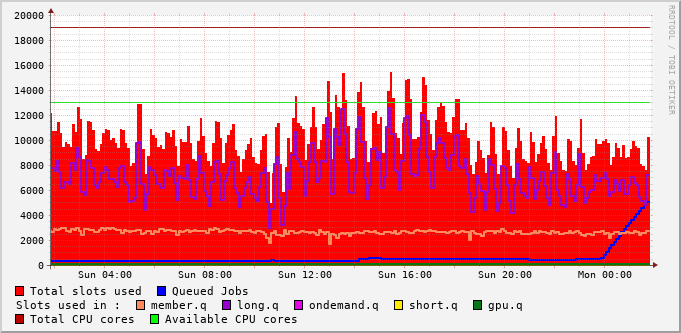 20000
18000
16000
14000
12000
10000
8000
6000
4000
2000
0
Sun 04:00 Sun 08:00 Sun 12:00 Sun 16:00 Sun 20:00 Mon 00:00
Total slots used Queued Jobs
Slots used in : member.q long.q ondemand.q short.q gpu.q
Total CPU cores Available CPU cores
RRDTOOL / TOBI OETIKER